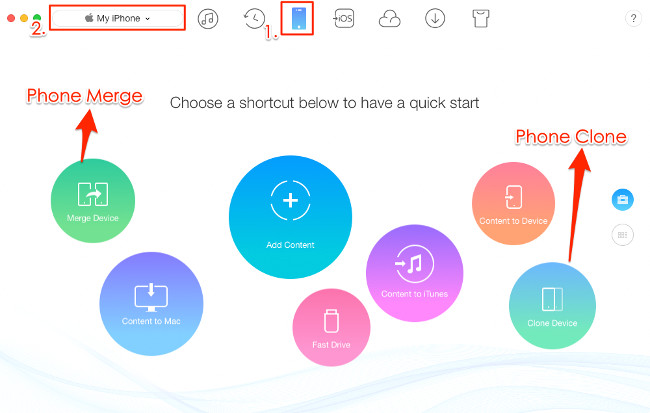 2.
My iPhone
1.
?
Phone Merge
Choose a shortcut below to have a quick start
Phone Clone
Merge Device
Add Content
Content to Device
Content to Mac
Content to iTunes
Fast Drive
Clone Device
iOS